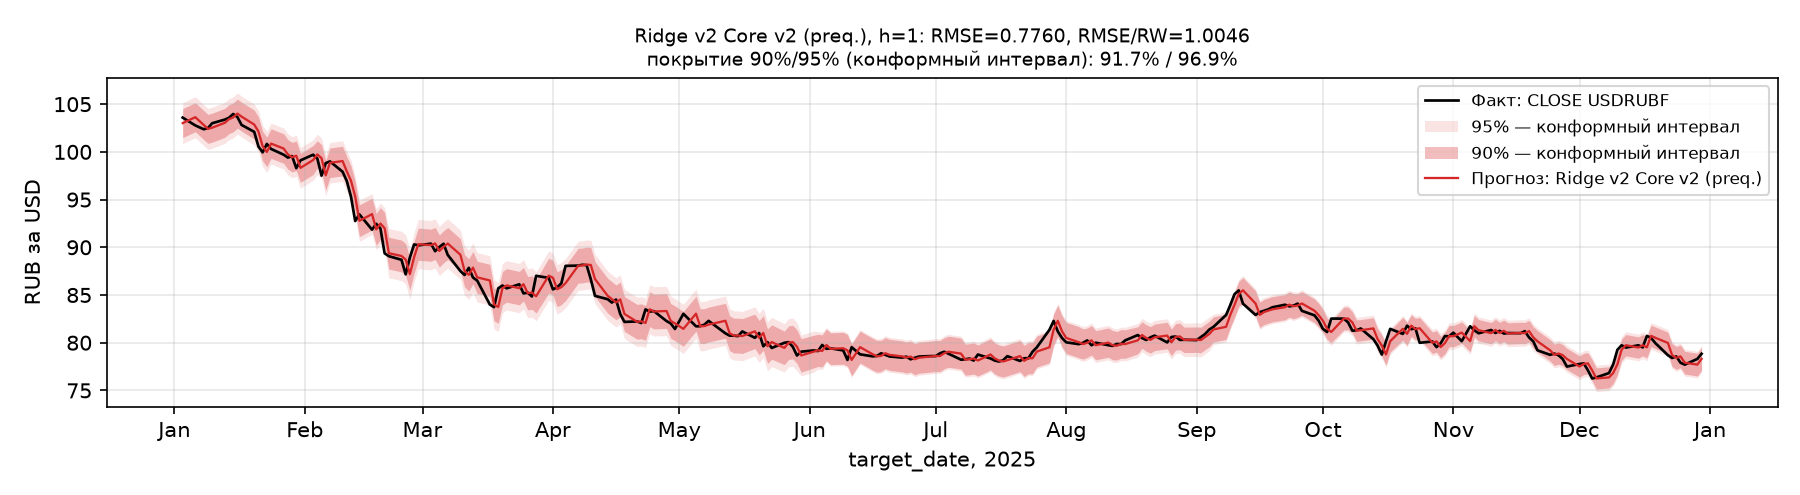 Ridge v2 Core v2 (preq.), h=1: RMSE=0.7760, RMSE/RW=1.0046
покрытие 90%/95% (конформный интервал): 91.7% / 96.9%
Факт: CLOSE USDRUBF
95% — конформный интервал
90% — конформный интервал
Прогноз: Ridge v2 Core v2 (preq.)
RUB за USD
105
100
95
90
85
80
75
Jan Feb Mar Apr May Jun Jul Aug Sep Oct Nov Dec Jan
target_date, 2025